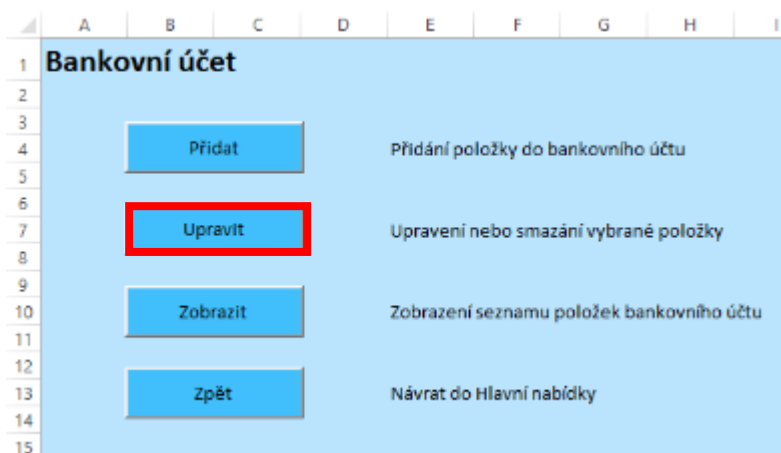 A B C D E F G H I
1 Bankovní účet
2
3
4 Přidat Přidání položky do bankovního účtu
5
6
7 Upravit Upravení nebo smazání vybrané položky
8
9
10 Zobrazit Zobrazení seznamu položek bankovního účtu
11
12
13 Zpět Návrat do Hlavní nabídky
14
15